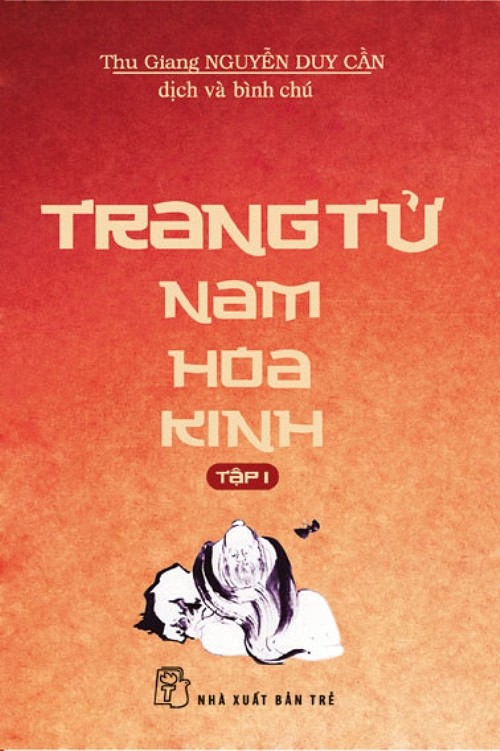 Thu Giang NGUYỄN DUY CẦN
dịch và bình chú
TRANG TỬ
NAM
HOA
KINH
TẬP 1
T
NHÀ XUẤT BẢN TRẺ